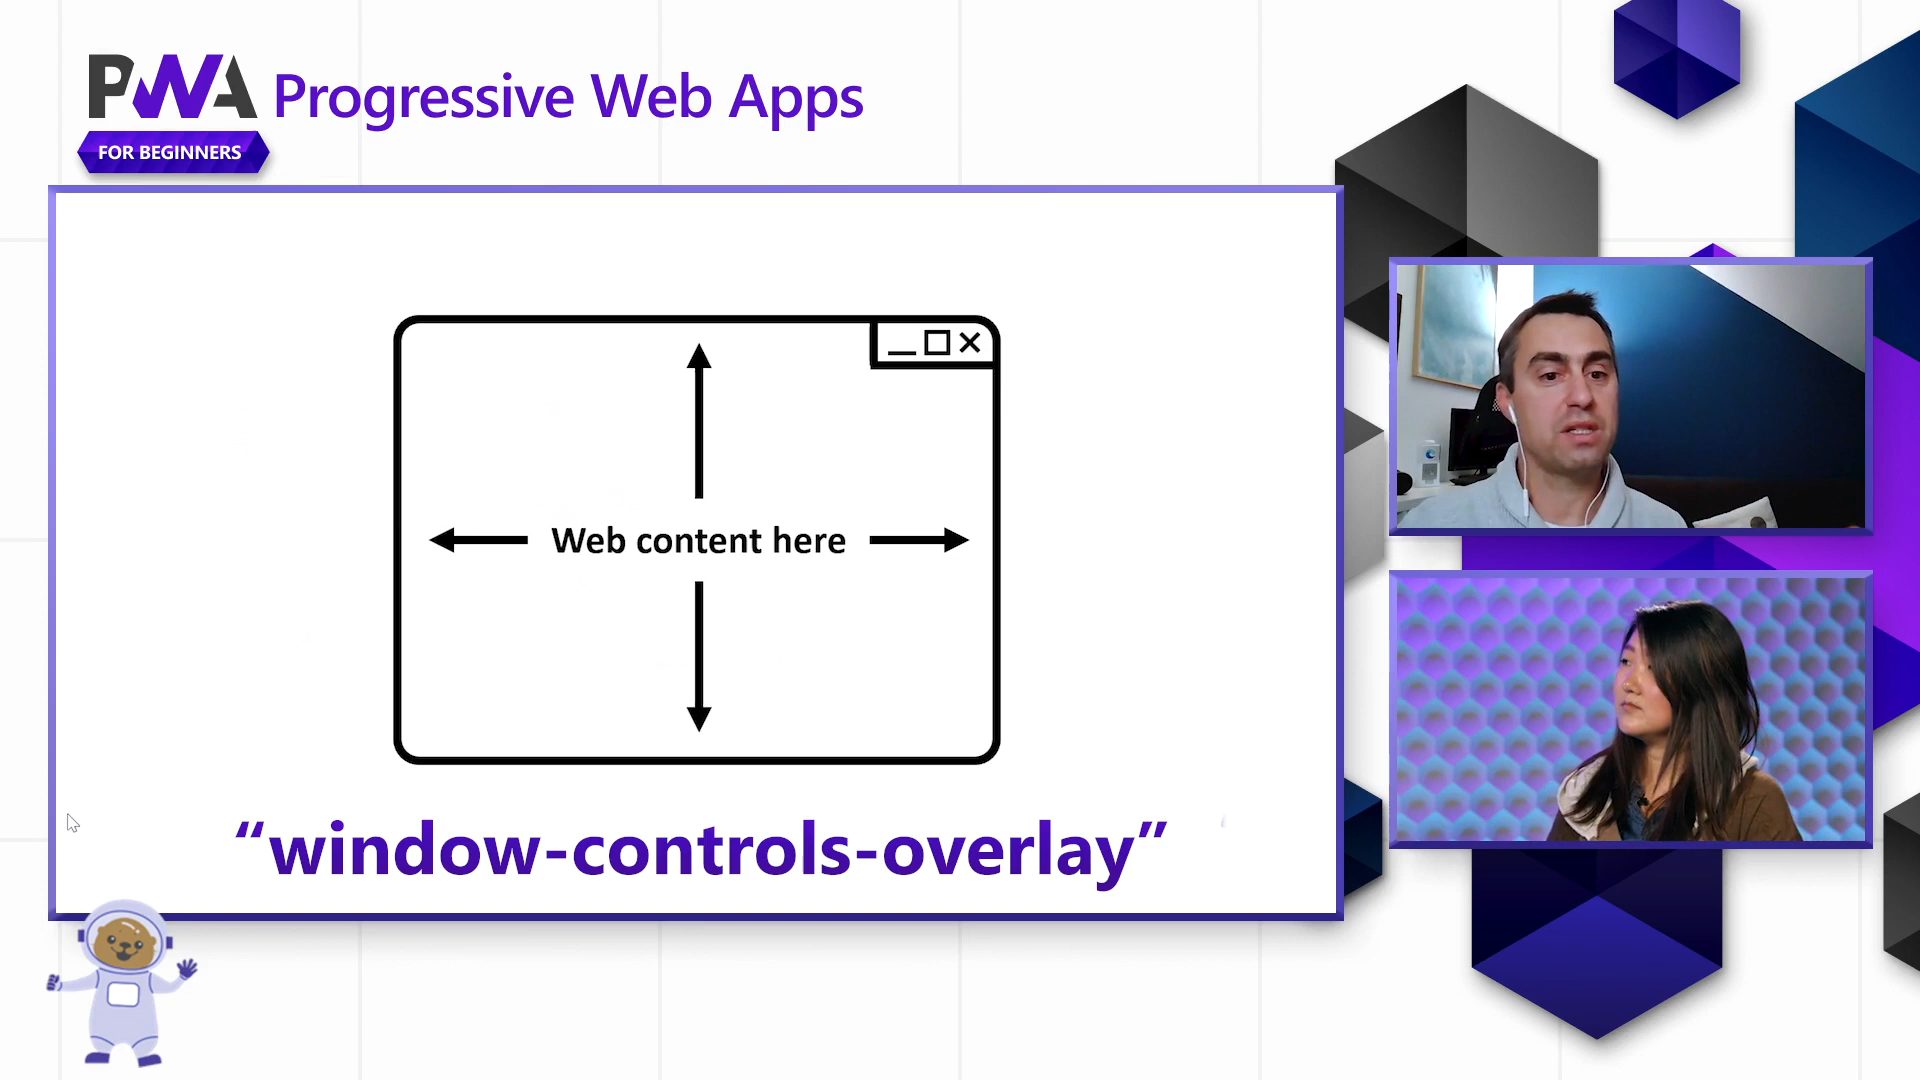 PWA Progressive Web Apps
FOR BEGINNERS
Web content here
“window-controls-overlay”